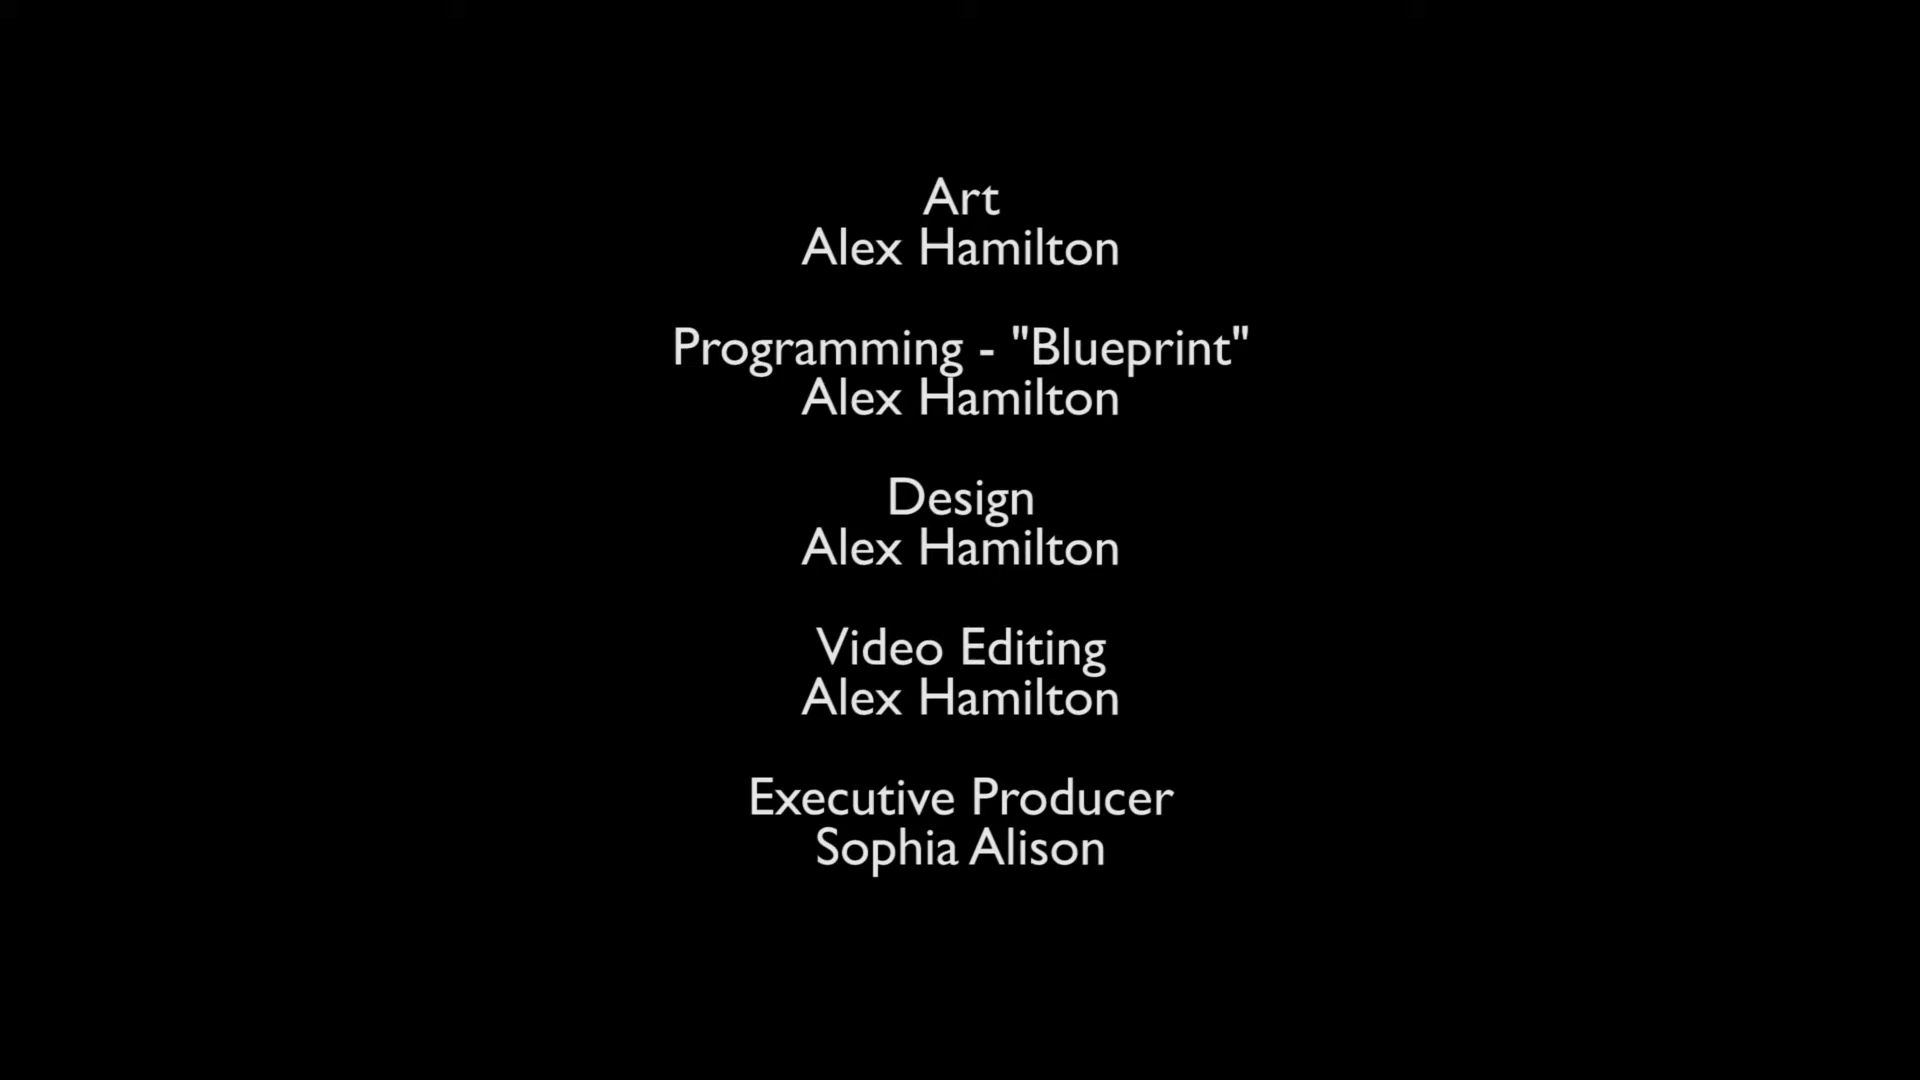 Art
Alex Hamilton
Programming - "Blueprint"
Alex Hamilton
Design
Alex Hamilton
Video Editing
Alex Hamilton
Executive Producer
Sophia Alison